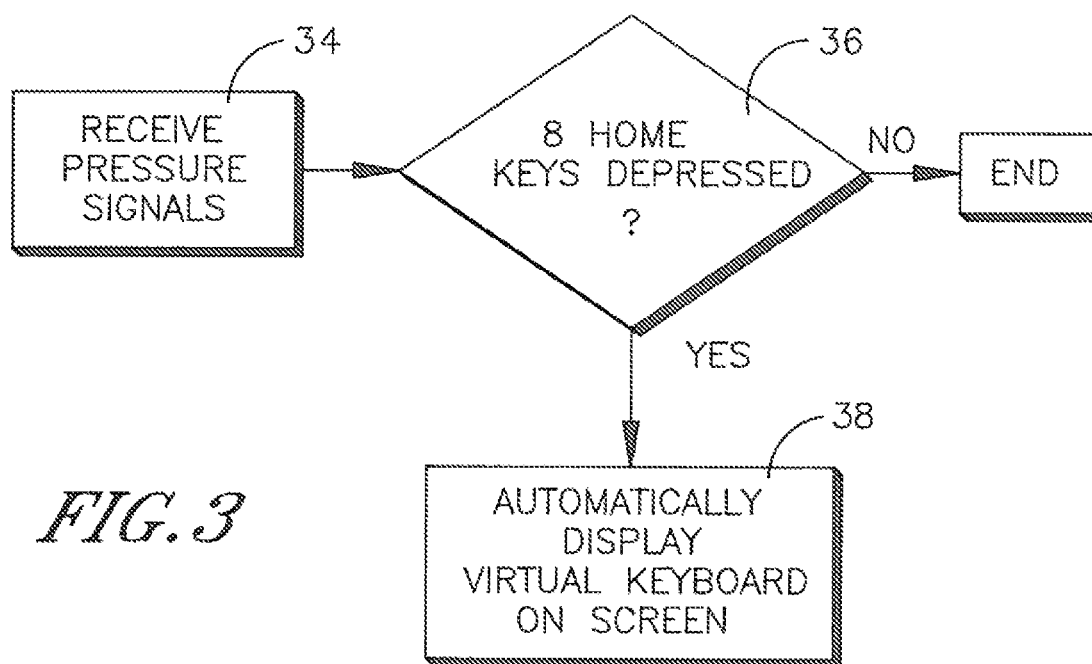 34
RECEIVE
PRESSURE
SIGNALS
36
8 HOME
KEYS DEPRESSED
?
NO
END
YES
38
AUTOMATICALLY
DISPLAY
VIRTUAL KEYBOARD
ON SCREEN
FIG. 3